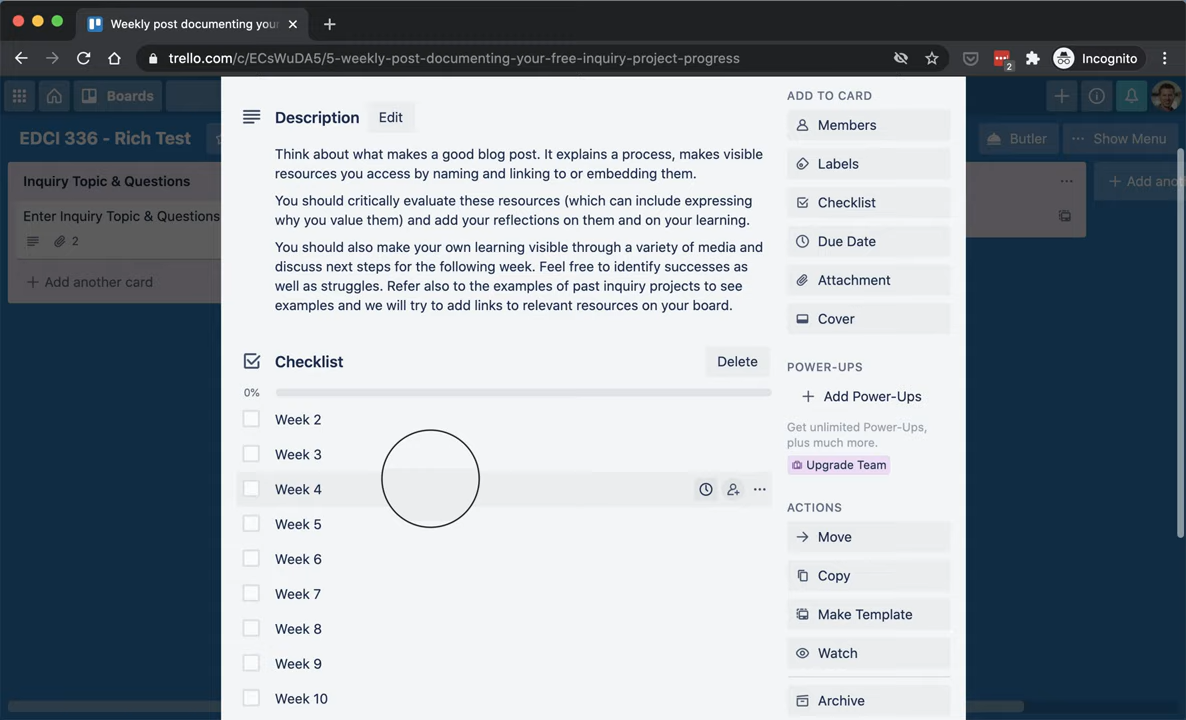 Weekly post documenting you
trello.com/c/ECsWuDA5/5-weekly-post-documenting-your-free-inquiry-project-progress
2
Incognito
Boards
EDCI 336 - Rich Test
Butler
Show Menu
Inquiry Topic & Questions
Enter Inquiry Topic & Questions
2
+ Add another card
+ Add anot
Description
Edit
Think about what makes a good blog post. It explains a process, makes visible
resources you access by naming and linking to or embedding them.
You should critically evaluate these resources (which can include expressing
why you value them) and add your reflections on them and on your learning.
You should also make your own learning visible through a variety of media and
discuss next steps for the following week. Feel free to identify successes as
well as struggles. Refer also to the examples of past inquiry projects to see
examples and we will try to add links to relevant resources on your board.
Checklist
Delete
0%
Week 2
Week 3
Week 4
Week 5
Week 6
Week 7
Week 8
Week 9
Week 10
ADD TO CARD
Members
Labels
Checklist
Due Date
Attachment
Cover
POWER-UPS
+ Add Power-Ups
Get unlimited Power-Ups,
plus much more.
Upgrade Team
ACTIONS
Move
Copy
Make Template
Watch
Archive